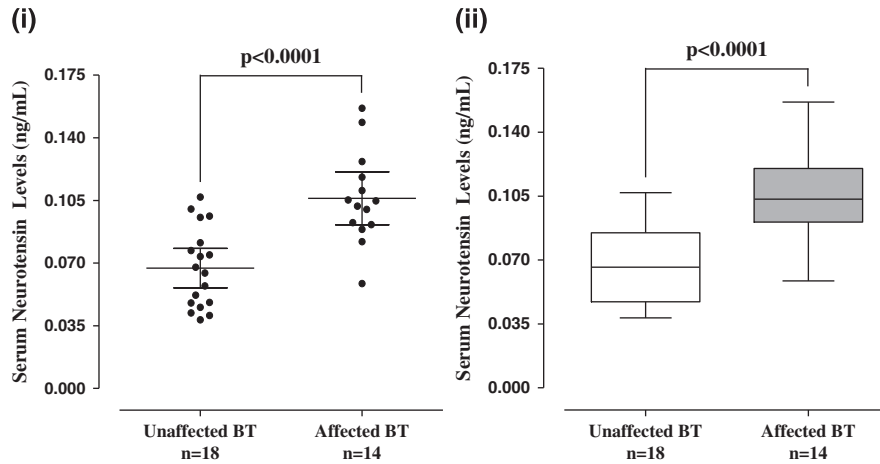 (i)
p<0.0001
Serum Neurotensin Levels (ng/mL)
0.175
0.140
0.105
0.070
0.035
0.000
Unaffected BT
n=18
Affected BT
n=14
(ii)
p<0.0001
Serum Neurotensin Levels (ng/mL)
0.175
0.140
0.105
0.070
0.035
0.000
Unaffected BT
n=18
Affected BT
n=14